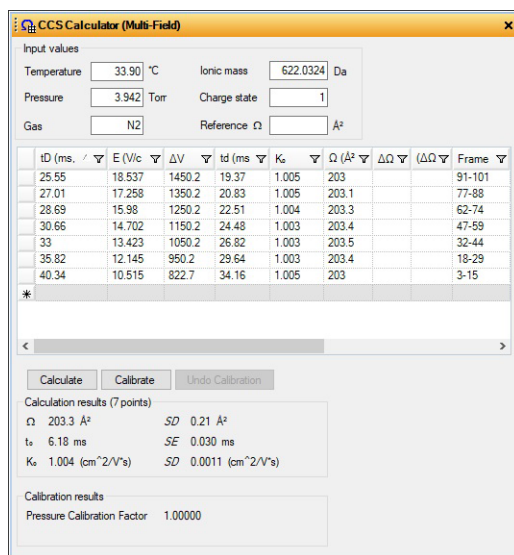 CCS Calculator (Multi-Field)
Input values
Temperature 33.90 °C Ionic mass 622.0324 Da
Pressure 3.942 Torr Charge state 1
Gas N2 Reference Ω Å²
tD (ms, E (V/c ΔV td (ms K₀ Ω (Å² ΔΩ (ΔΩ Frame
25.55 18.537 1450.2 19.37 1.005 203 91-101
27.01 17.258 1350.2 20.83 1.005 203.1 77-88
28.69 15.98 1250.2 22.51 1.004 203.3 62-74
30.66 14.702 1150.2 24.48 1.003 203.4 47-59
33 13.423 1050.2 26.82 1.003 203.5 32-44
35.82 12.145 950.2 29.64 1.003 203.4 18-29
40.34 10.515 822.7 34.16 1.005 203 3-15
Calculate Calibrate Undo Calibration
Calculation results (7 points)
Ω 203.3 Å² SD 0.21 Å²
t₀ 6.18 ms SE 0.030 ms
K₀ 1.004 (cm^2/V*s) SD 0.0011 (cm^2/V*s)
Calibration results
Pressure Calibration Factor 1.00000